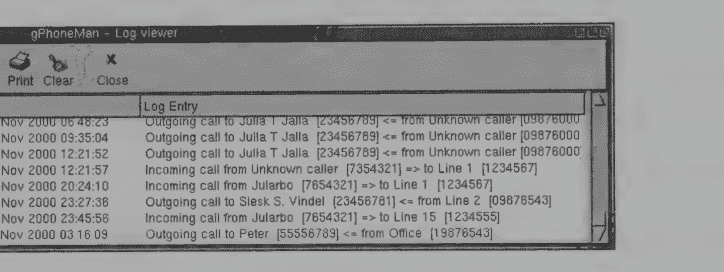 gPhoneMan - Log viewer
Print Clear Close
Log Entry
Nov 2000 06:48:23 Outgoing call to Julia T Jalla [23456789] <= from Unknown caller [09876000
Nov 2000 09:35:04 Outgoing call to Julia T Jalla [23456789] <= from Unknown caller [09876000
Nov 2000 12:21:52 Outgoing call to Julia T Jalla [23456789] <= from Unknown caller [09876000
Nov 2000 12:21:57 Incoming call from Unknown caller [7354321] => to Line 1 [1234567]
Nov 2000 20:24:10 Incoming call from Jularbo [7654321] => to Line 1 [1234567]
Nov 2000 23:27:36 Outgoing call to Slesk S. Vindel [23456781] <= from Line 2 [09876543]
Nov 2000 23:45:56 Incoming call from Jularbo [7654321] => to Line 15 [1234555]
Nov 2000 03:16:09 Outgoing call to Peter [55556789] <= from Office [19876543]